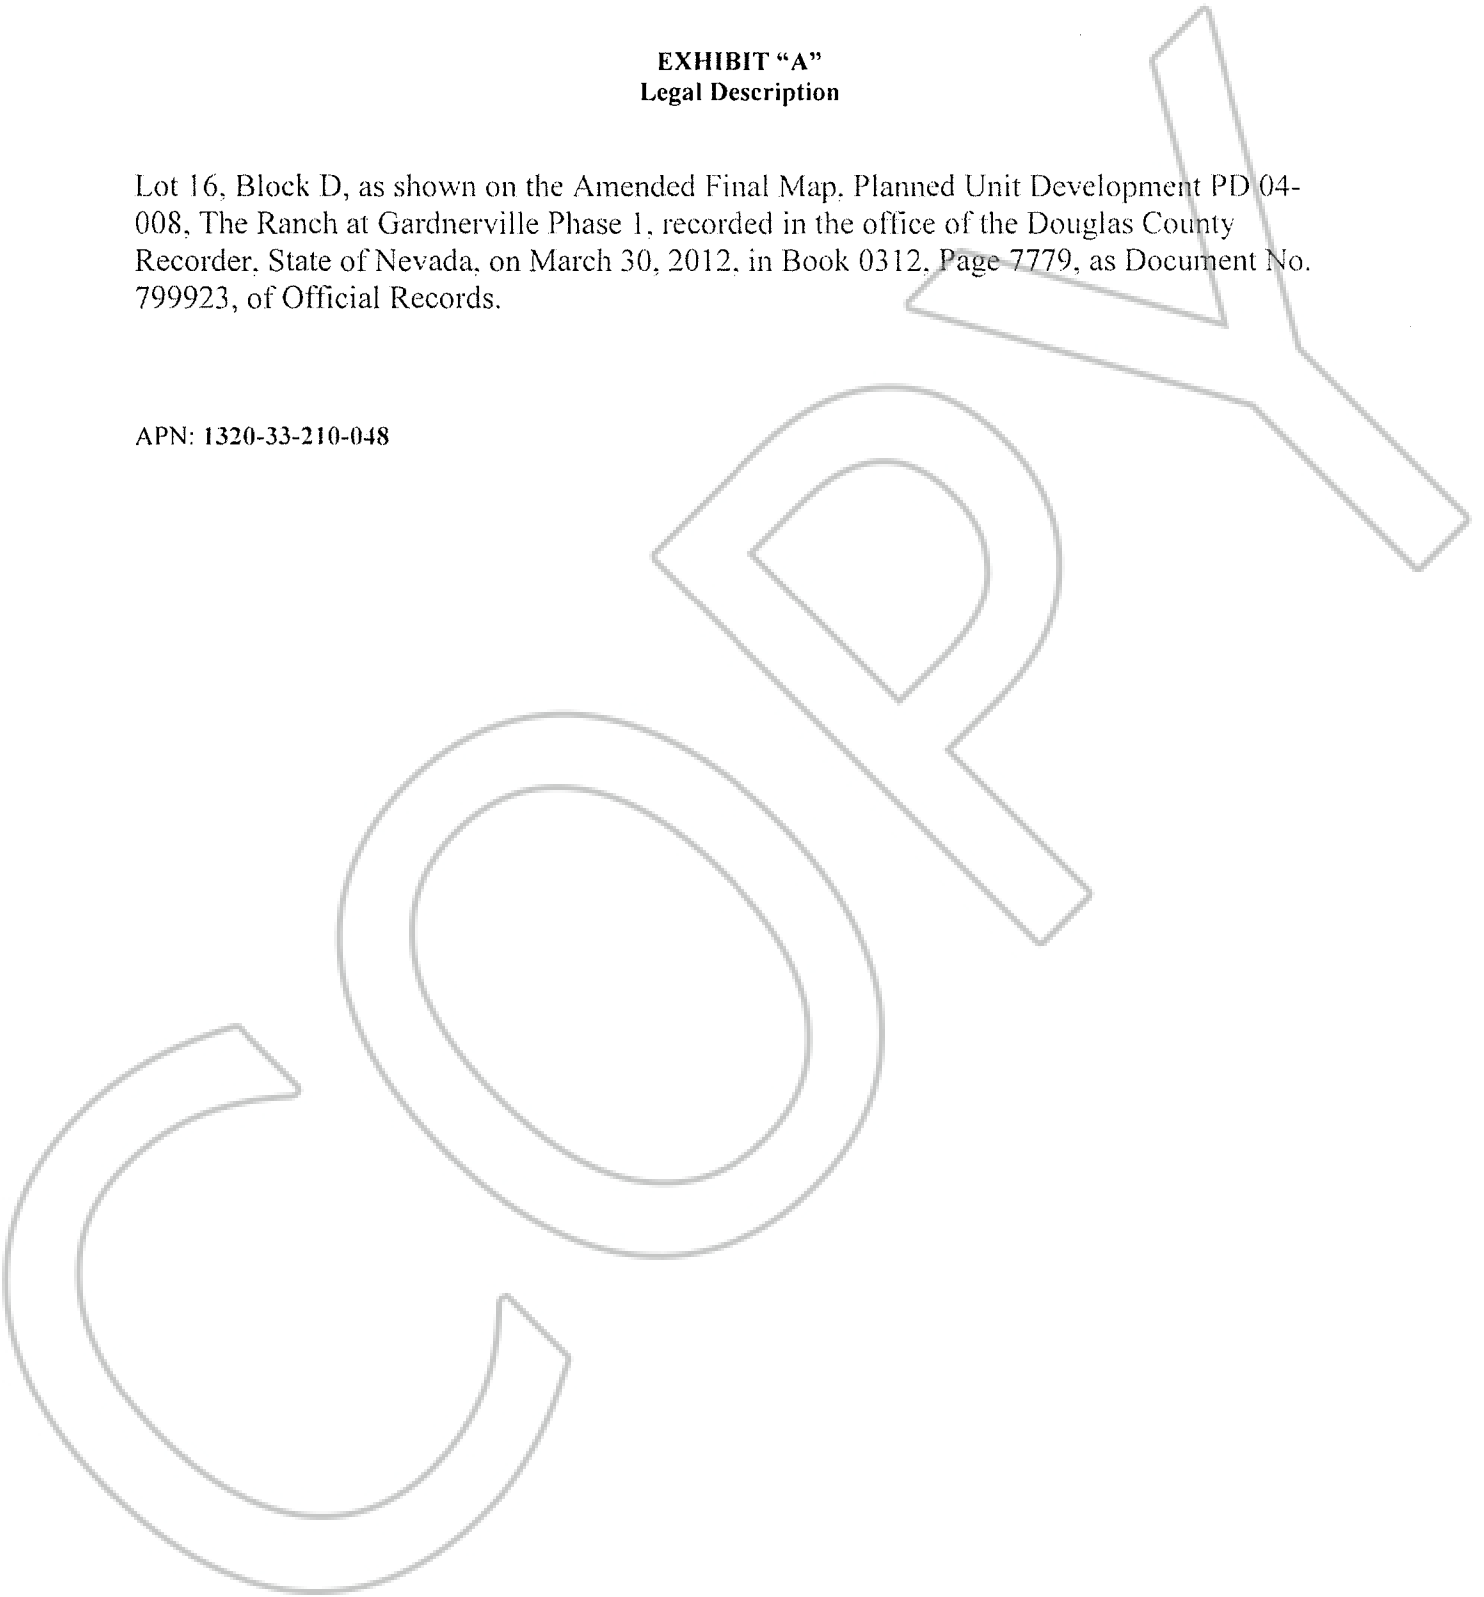 EXHIBIT “A”
Legal Description
Lot 16, Block D, as shown on the Amended Final Map, Planned Unit Development PD 04-
008, The Ranch at Gardnerville Phase 1, recorded in the office of the Douglas County
Recorder, State of Nevada, on March 30, 2012, in Book 0312, Page 7779, as Document No.
799923, of Official Records.
APN: 1320-33-210-048
COPY